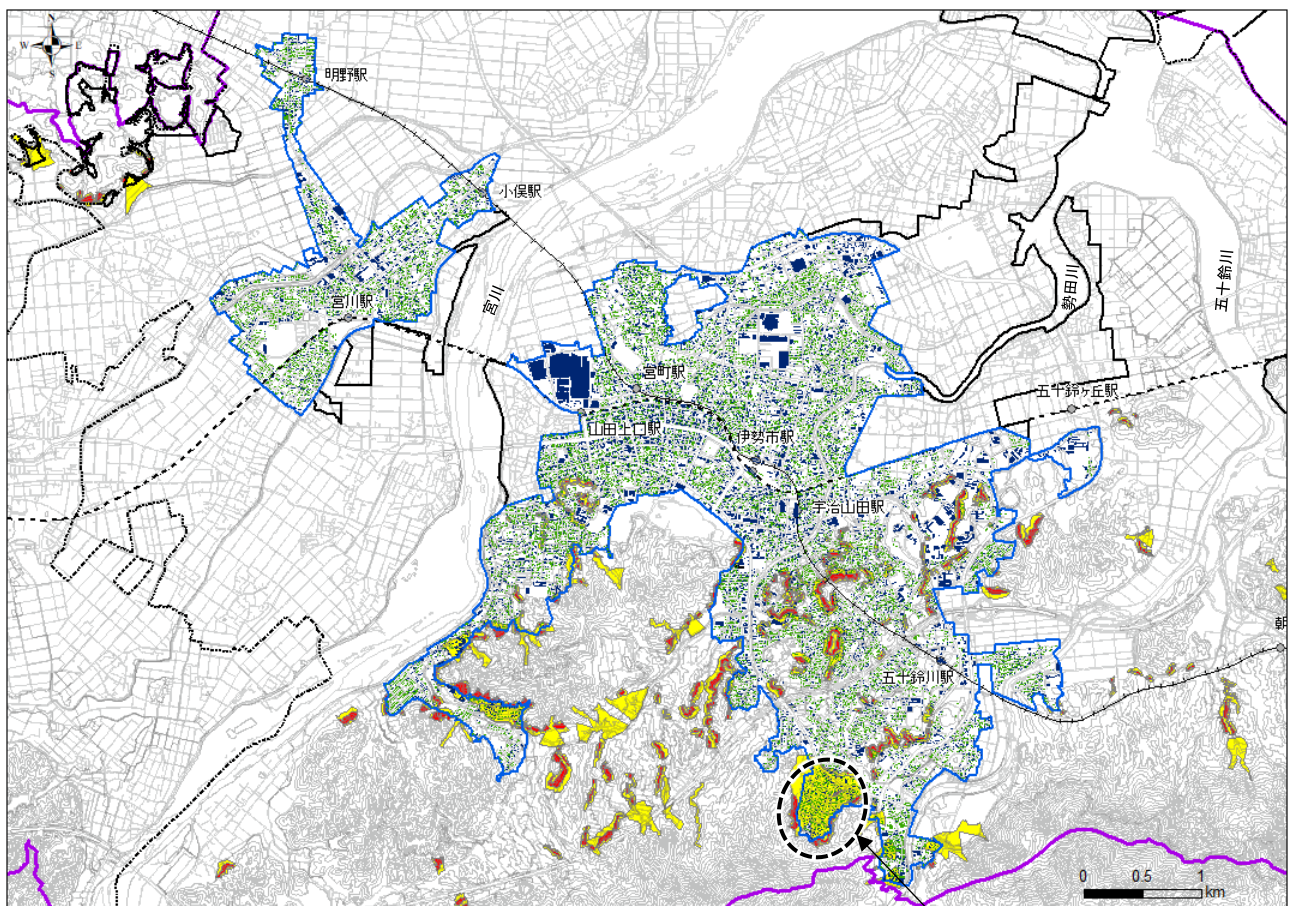 N
W
E
S
明野駅
小俣駅
宮川駅
宮川
勢田川
五十鈴川
宮町駅
五十鈴ヶ丘駅
山田上口駅
伊勢市駅
宇治山田駅
朝
五十鈴川駅
0 0.5 1
km